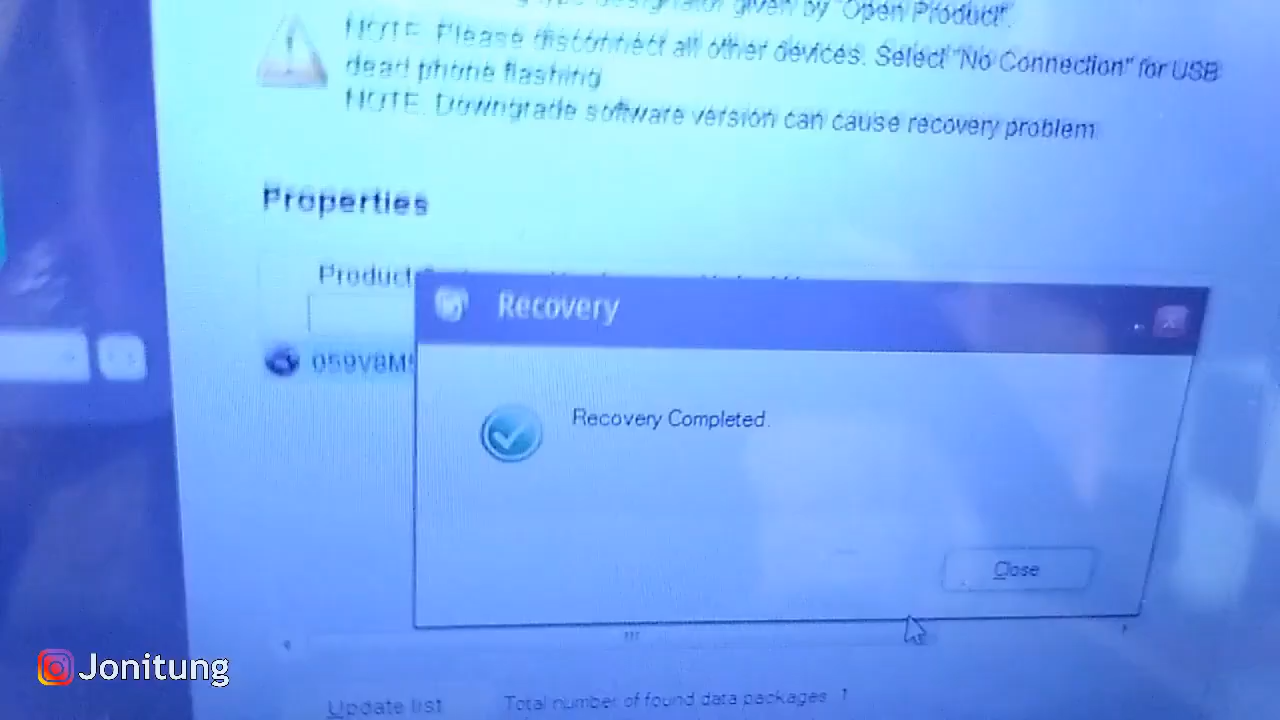 given by "Open Product".
NOTE: Please disconnect all other devices. Select "No Connection" for USB
dead phone flashing
NOTE: Downgrade software version can cause recovery problem
Properties
Product
Recovery
059V8M
Recovery Completed.
Close
Jonitung
Update list
Total number of found data packages 1